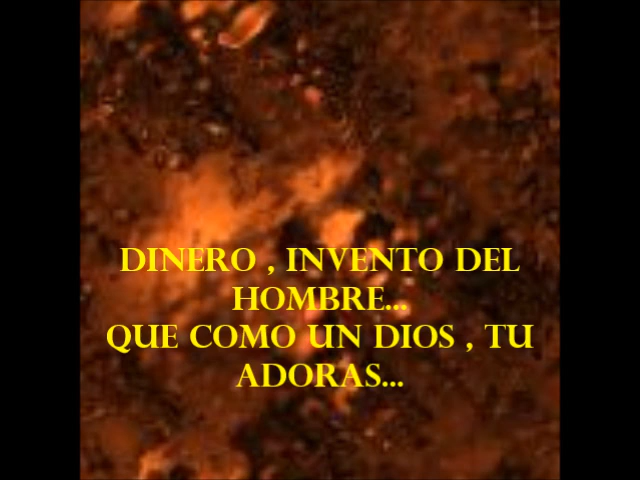 DINERO , INVENTO DEL
HOMBRE...
QUE COMO UN DIOS , TU
ADORAS...